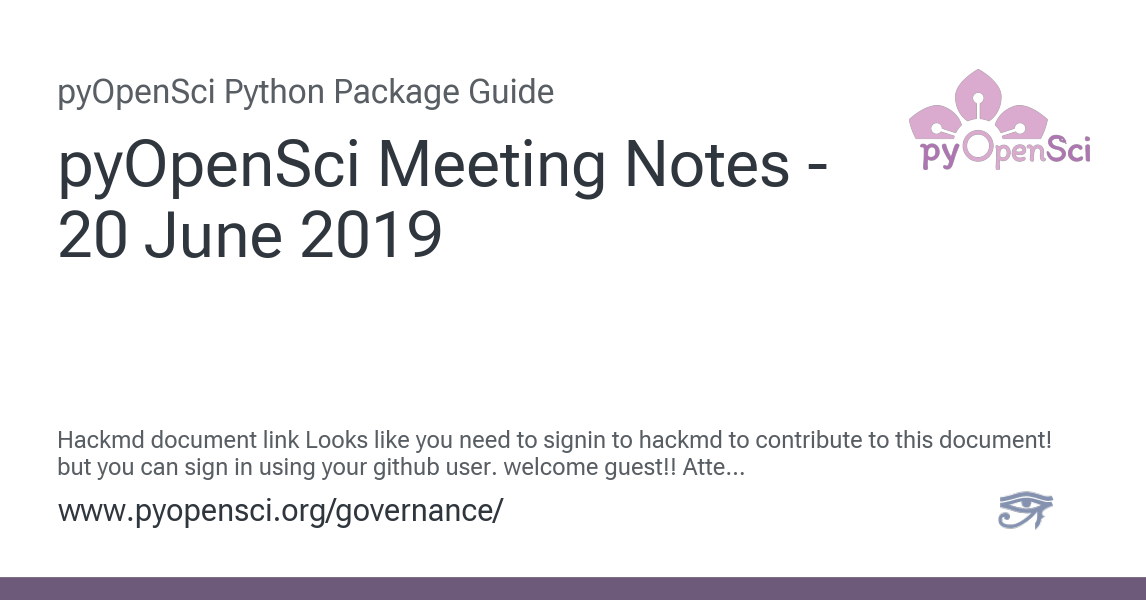 pyOpenSci Python Package Guide
pyOpenSci Meeting Notes -
20 June 2019
pyOpenSci
Hackmd document link Looks like you need to signin to hackmd to contribute to this document!
but you can sign in using your github user. welcome guest!! Atte...
www.pyopensci.org/governance/